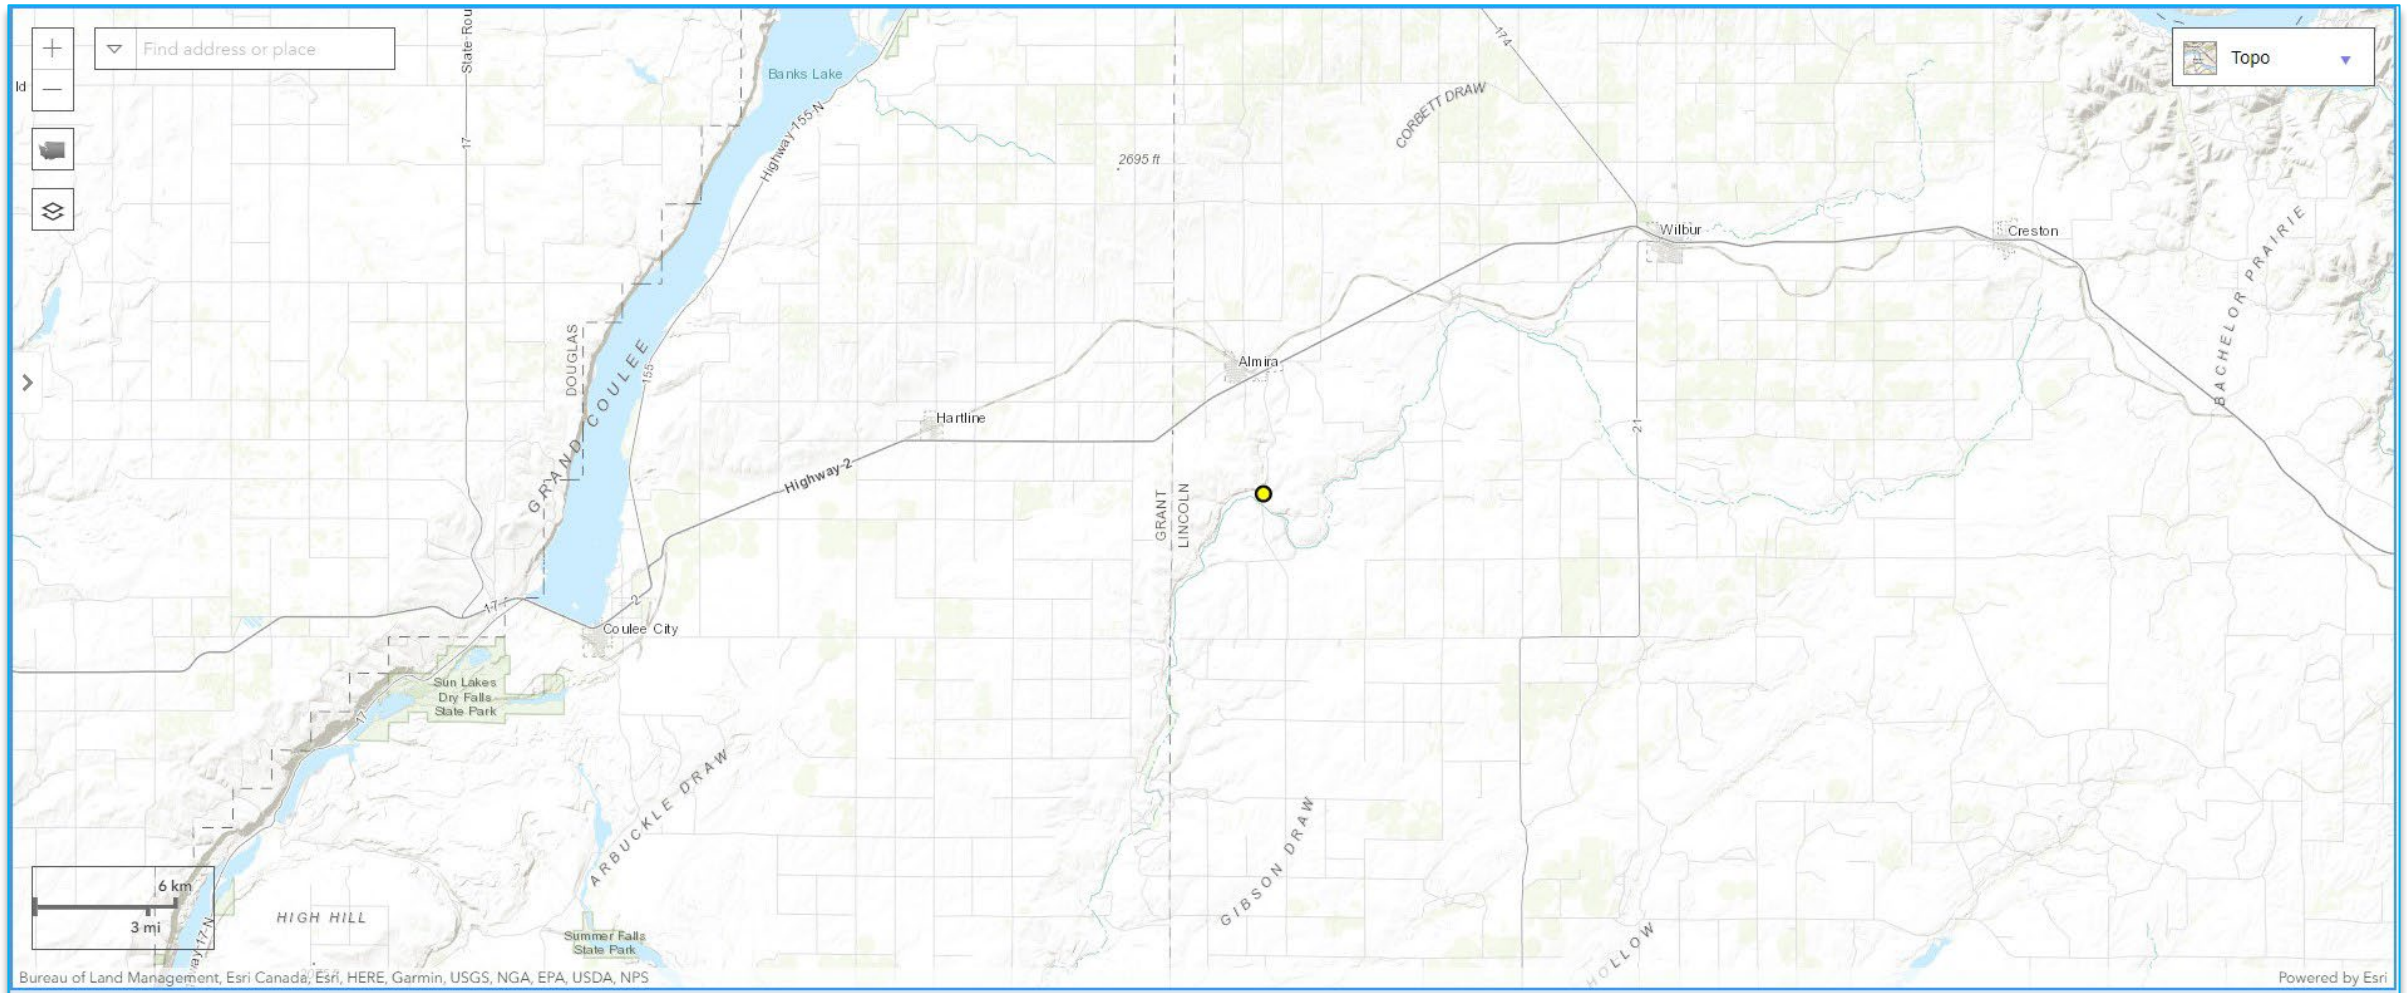 Find address or place
Topo
ld
State-Rou
17
Banks Lake
Highway 155 N
2695 ft
CORBETT DRAW
174
Wilbur
Creston
BACHELOR PRAIRIE
DOUGLAS
GRAND COULEE
155
Almira
Hartline
Highway 2
21
GRANT
LINCOLN
17
2
Coulee City
Sun Lakes
Dry Falls
State Park
17
ARBUCKLE DRAW
GIBSON DRAW
HOLLOW
6 km
3 mi
HIGH HILL
way-17-N
Summer Falls
State Park
Bureau of Land Management, Esri Canada, Esri, HERE, Garmin, USGS, NGA, EPA, USDA, NPS
Powered by Esri